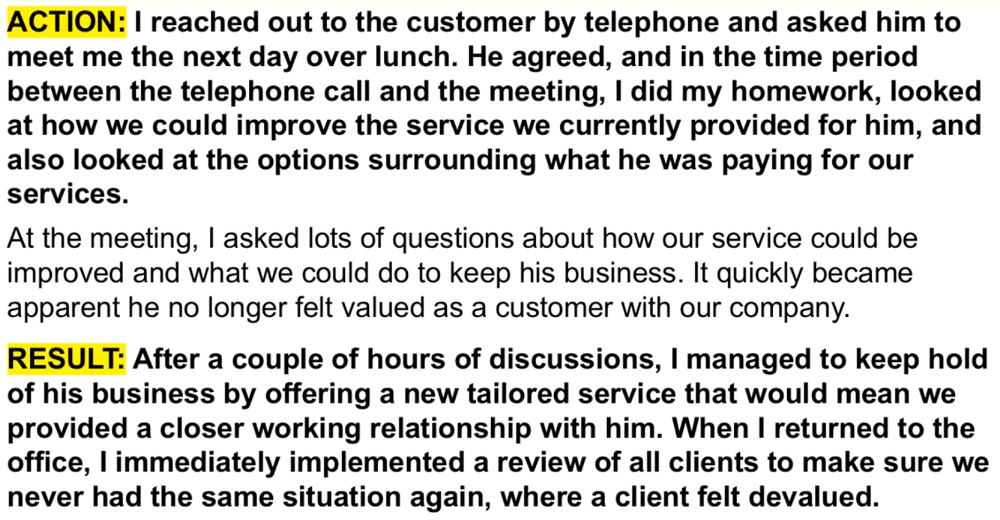 ACTION: I reached out to the customer by telephone and asked him to
meet me the next day over lunch. He agreed, and in the time period
between the telephone call and the meeting, I did my homework, looked
at how we could improve the service we currently provided for him, and
also looked at the options surrounding what he was paying for our
services.
At the meeting, I asked lots of questions about how our service could be
improved and what we could do to keep his business. It quickly became
apparent he no longer felt valued as a customer with our company.
RESULT: After a couple of hours of discussions, I managed to keep hold
of his business by offering a new tailored service that would mean we
provided a closer working relationship with him. When I returned to the
office, I immediately implemented a review of all clients to make sure we
never had the same situation again, where a client felt devalued.